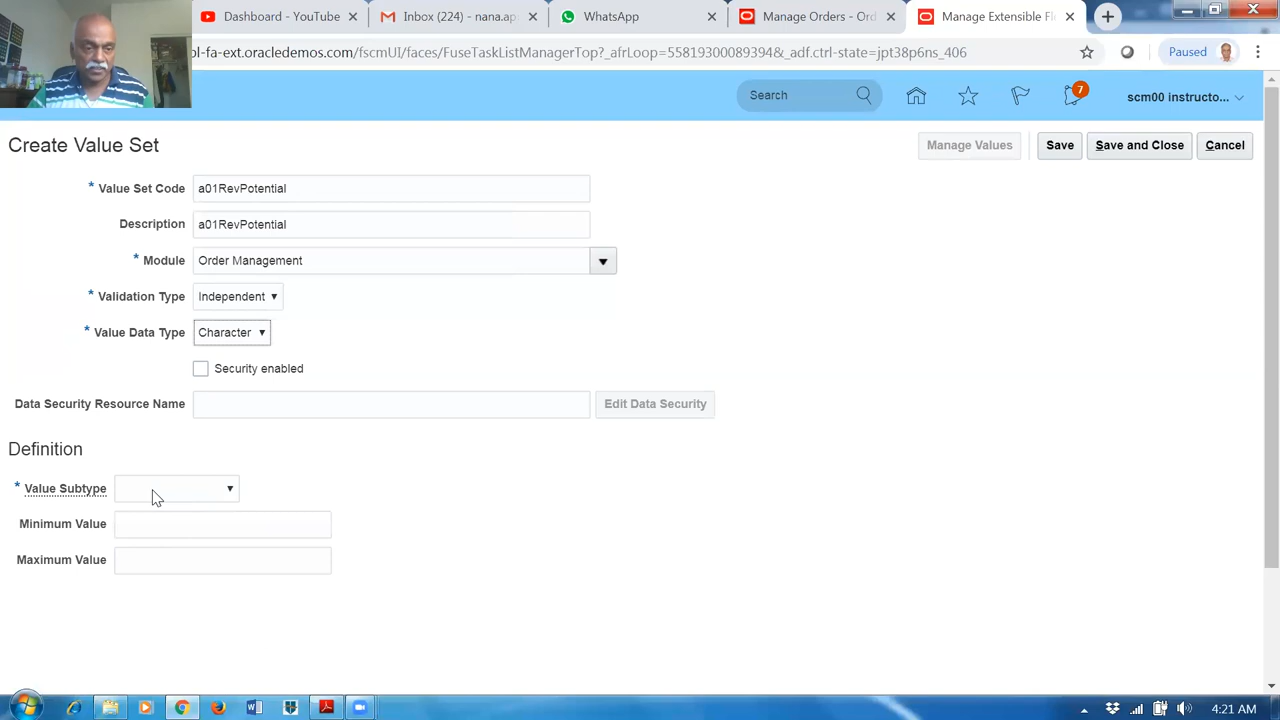 Dashboard - YouTube
Inbox (224) - nana.ap
WhatsApp
Manage Orders - Ord
Manage Extensible Fl
pl-fa-ext.oracledemos.com/fscmUI/faces/FuseTaskListManagerTop?_afrLoop=55819300089394&_adf.ctrl-state=jpt38p6ns_406
Paused
Search
7
scm00 instructo...
Create Value Set
Manage Values
Save
Save and Close
Cancel
* Value Set Code a01RevPotential
Description a01RevPotential
* Module Order Management
* Validation Type Independent
* Value Data Type Character
Security enabled
Data Security Resource Name
Edit Data Security
Definition
* Value Subtype
Minimum Value
Maximum Value
4:21 AM